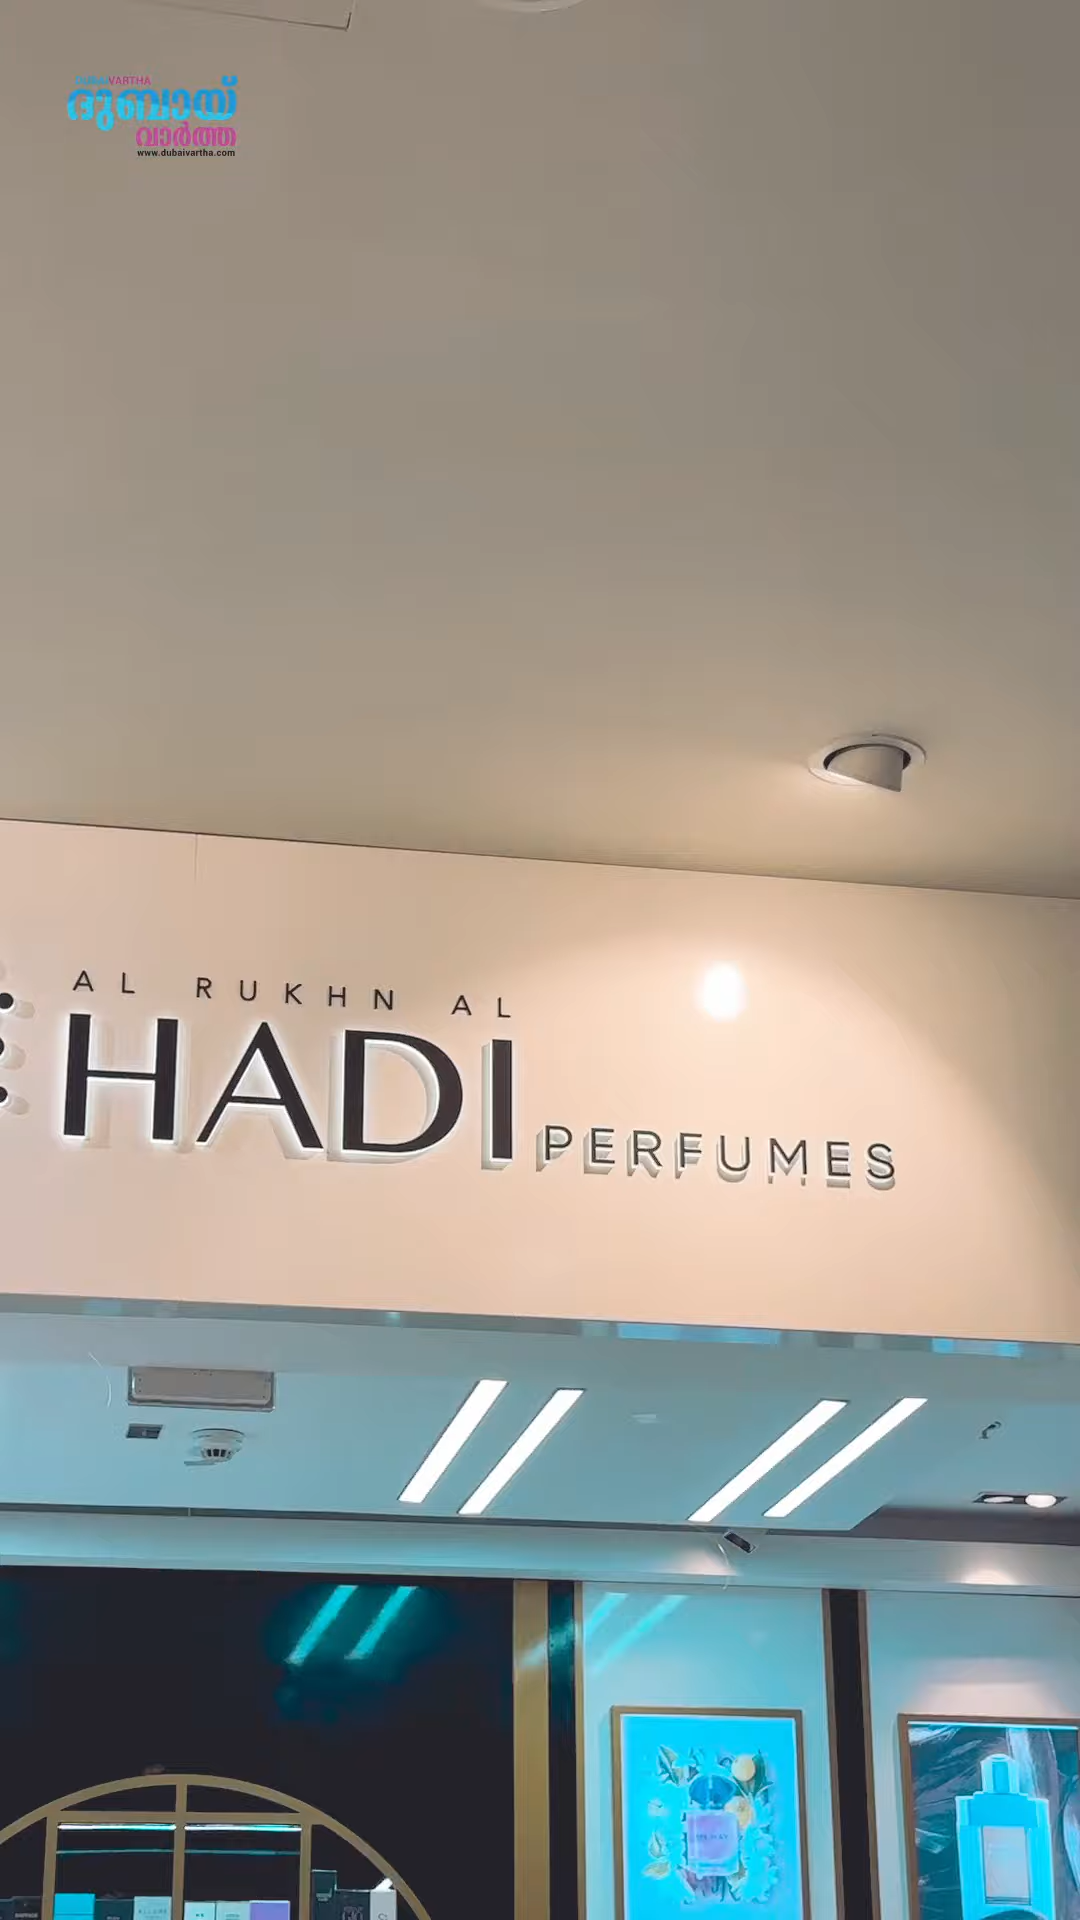 DUBAIVARTHA
ദുബായ്
വാർത്ത
www.dubaivartha.com
AL RUKHN AL
HADI PERFUMES